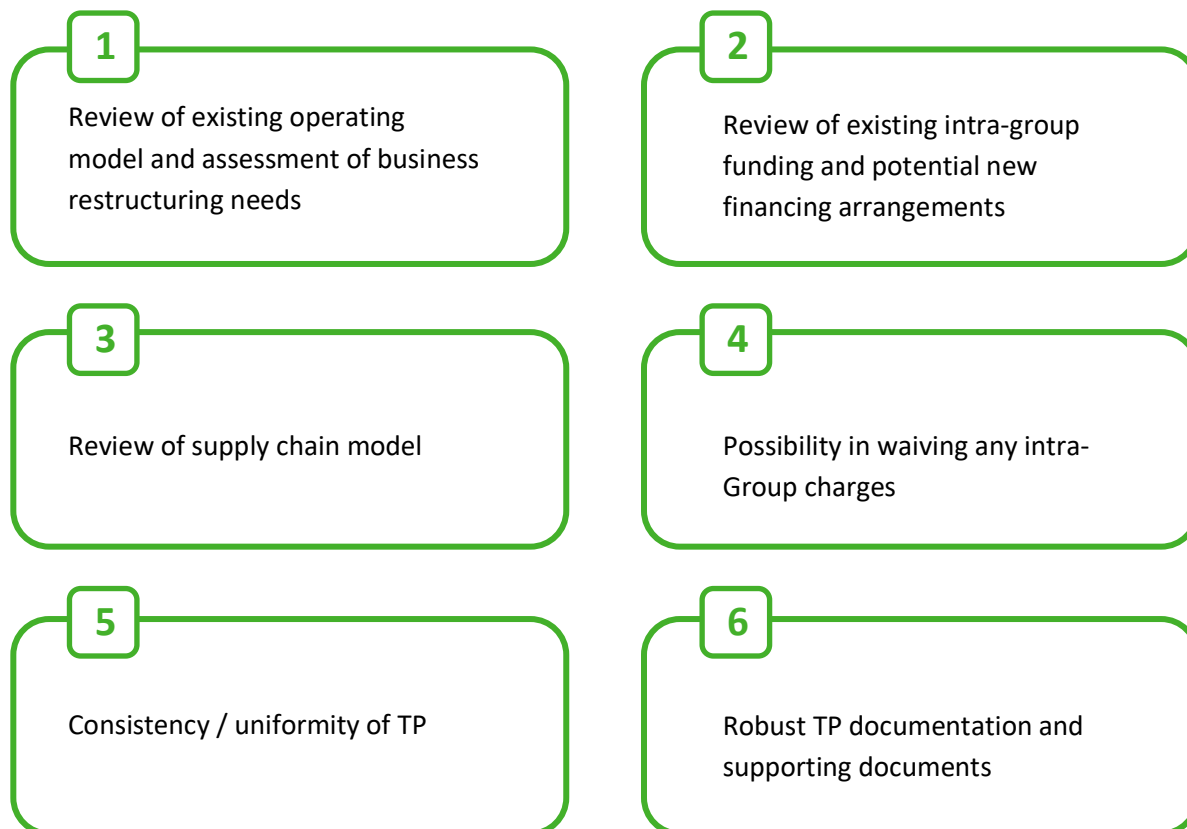 1
Review of existing operating
model and assessment of business
restructuring needs
2
Review of existing intra-group
funding and potential new
financing arrangements
3
Review of supply chain model
4
Possibility in waiving any intra-
Group charges
5
Consistency / uniformity of TP
6
Robust TP documentation and
supporting documents